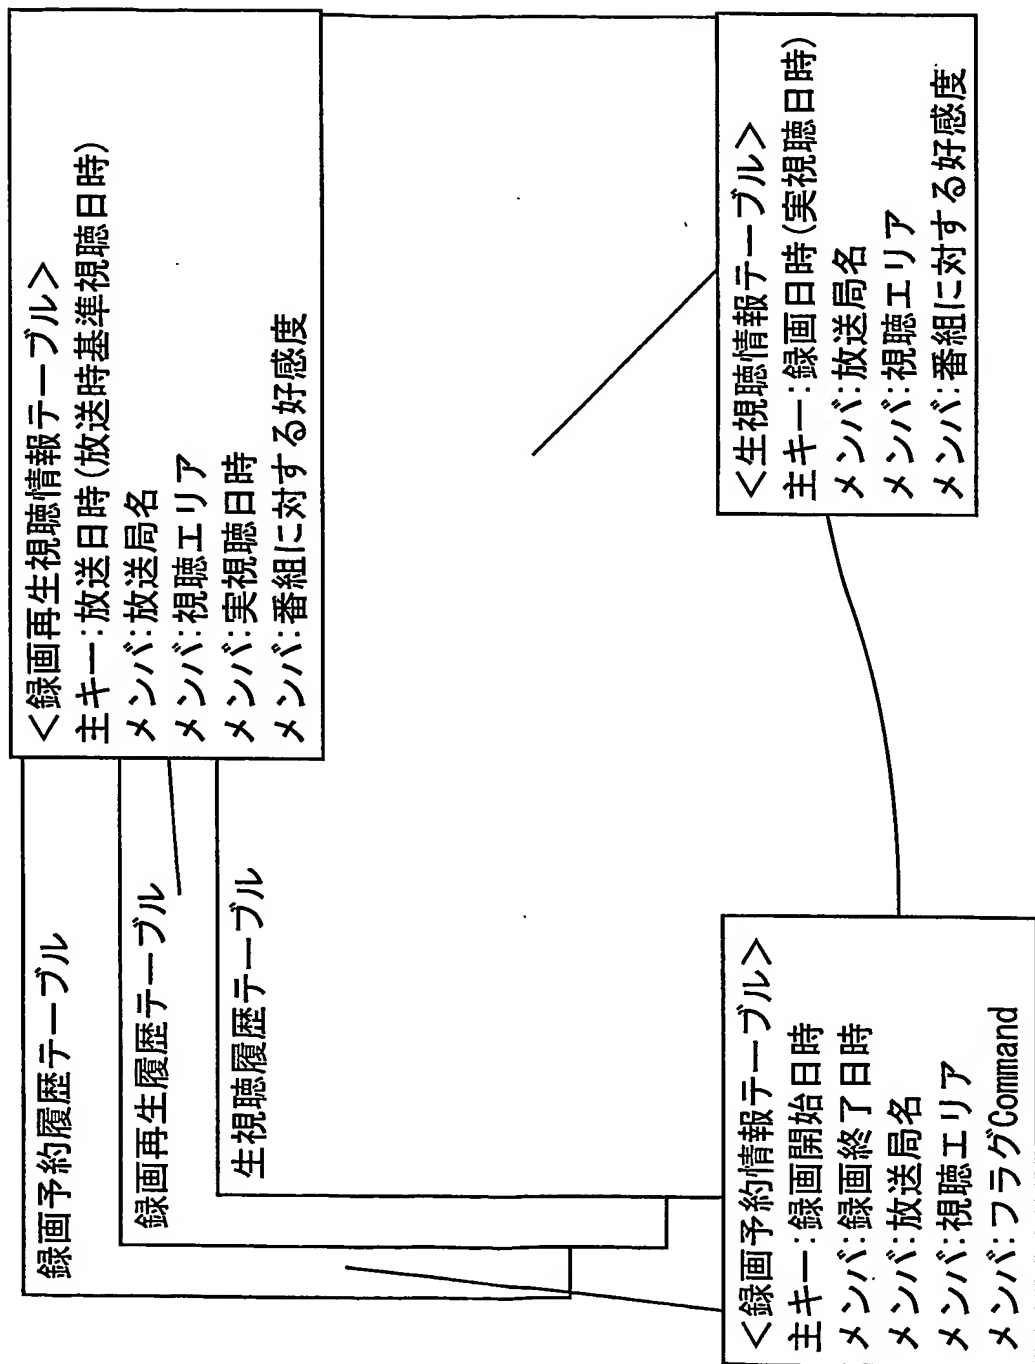 録画予約履歴テーブル
録画再生履歴テーブル
生視聴履歴テーブル
＜録画再生視聴情報テーブル＞
主キー：放送日時(放送時基準視聴日時)
メンバ：放送局名
メンバ：視聴エリア
メンバ：実視聴日時
メンバ：番組に対する好感度
＜録画予約情報テーブル＞
主キー：録画開始日時
メンバ：録画終了日時
メンバ：放送局名
メンバ：視聴エリア
メンバ：フラグCommand
＜生視聴情報テーブル＞
主キー：録画日時(実視聴日時)
メンバ：放送局名
メンバ：視聴エリア
メンバ：番組に対する好感度